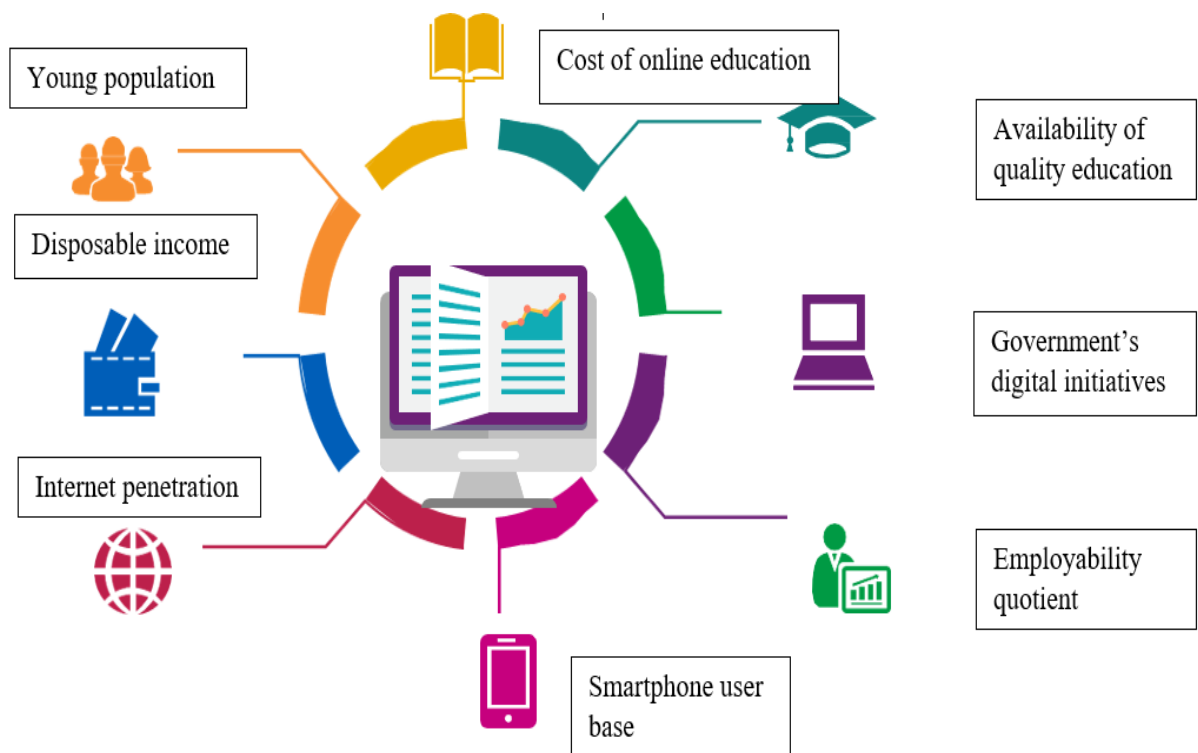 Cost of online education
Young population
Availability of
quality education
Disposable income
Government’s
digital initiatives
Internet penetration
Employability
quotient
Smartphone user
base